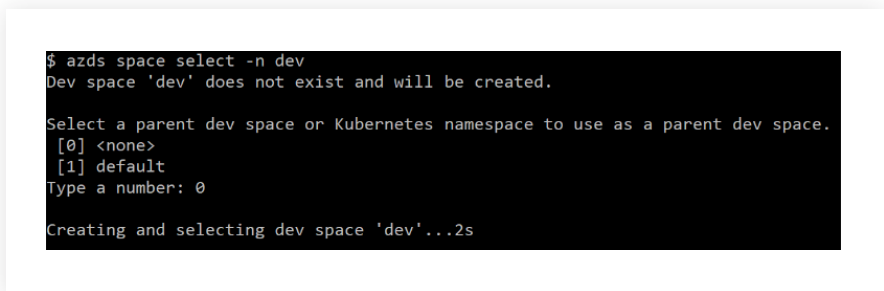 $ azds space select -n dev
Dev space 'dev' does not exist and will be created.
Select a parent dev space or Kubernetes namespace to use as a parent dev space.
[0] <none>
[1] default
Type a number: 0
Creating and selecting dev space 'dev'...2s